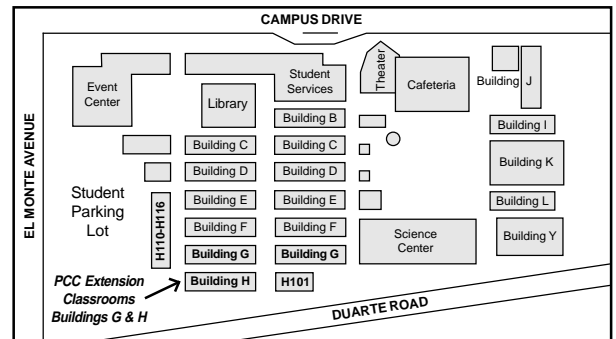 CAMPUS DRIVE
EL MONTE AVENUE
Event
Center
Student
Services
Theater
Cafeteria
Building J
Library
Building B
Building I
Building C
Building C
Building K
Building D
Building D
Student
Parking
Lot
H110-H116
Building E
Building E
Building L
Building F
Building F
Science
Center
Building Y
Building G
Building G
PCC Extension
Classrooms
Buildings G & H
Building H
H101
DUARTE ROAD